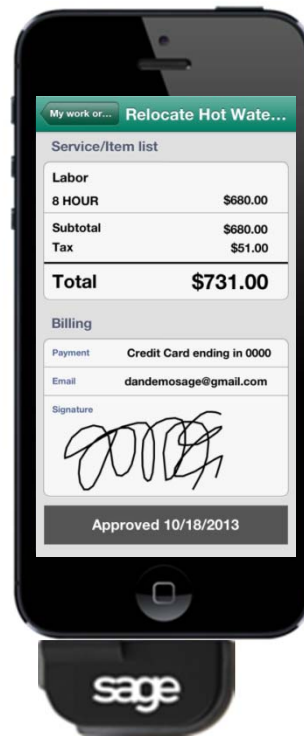 My work or... Relocate Hot Wate...
Service/Item list
Labor
8 HOUR $680.00
Subtotal $680.00
Tax $51.00
Total $731.00
Billing
Payment Credit Card ending in 0000
Email dandemosage@gmail.com
Signature
Approved 10/18/2013
sage